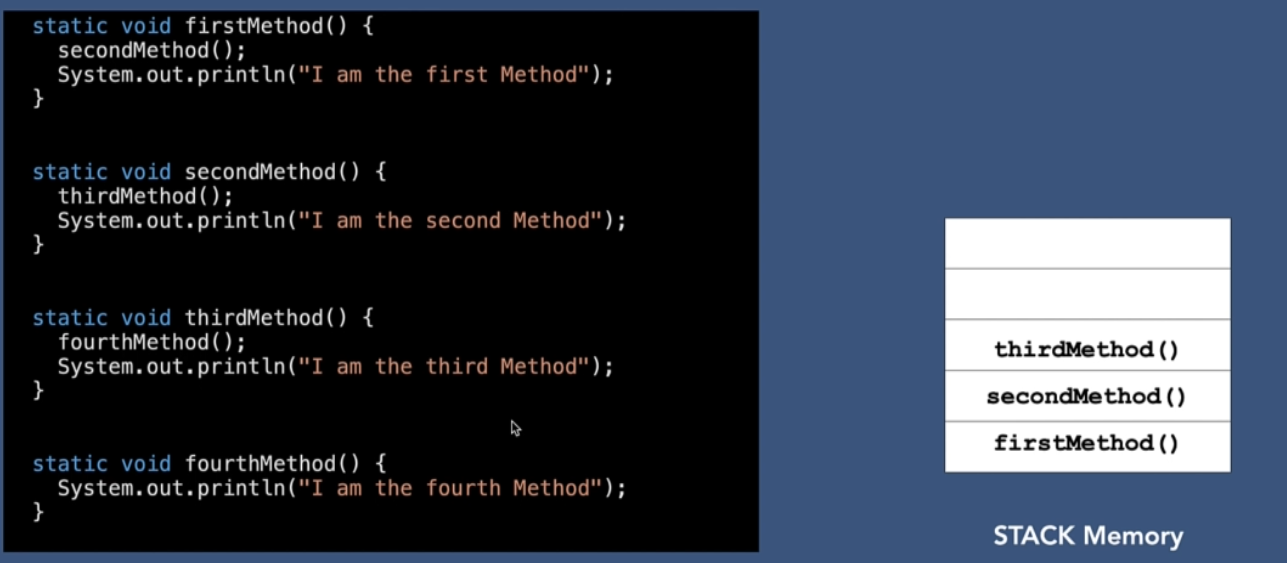 static void firstMethod() {
  secondMethod();
  System.out.println("I am the first Method");
}
static void secondMethod() {
  thirdMethod();
  System.out.println("I am the second Method");
}
static void thirdMethod() {
  fourthMethod();
  System.out.println("I am the third Method");
}
static void fourthMethod() {
  System.out.println("I am the fourth Method");
}
thirdMethod()
secondMethod()
firstMethod()
STACK Memory